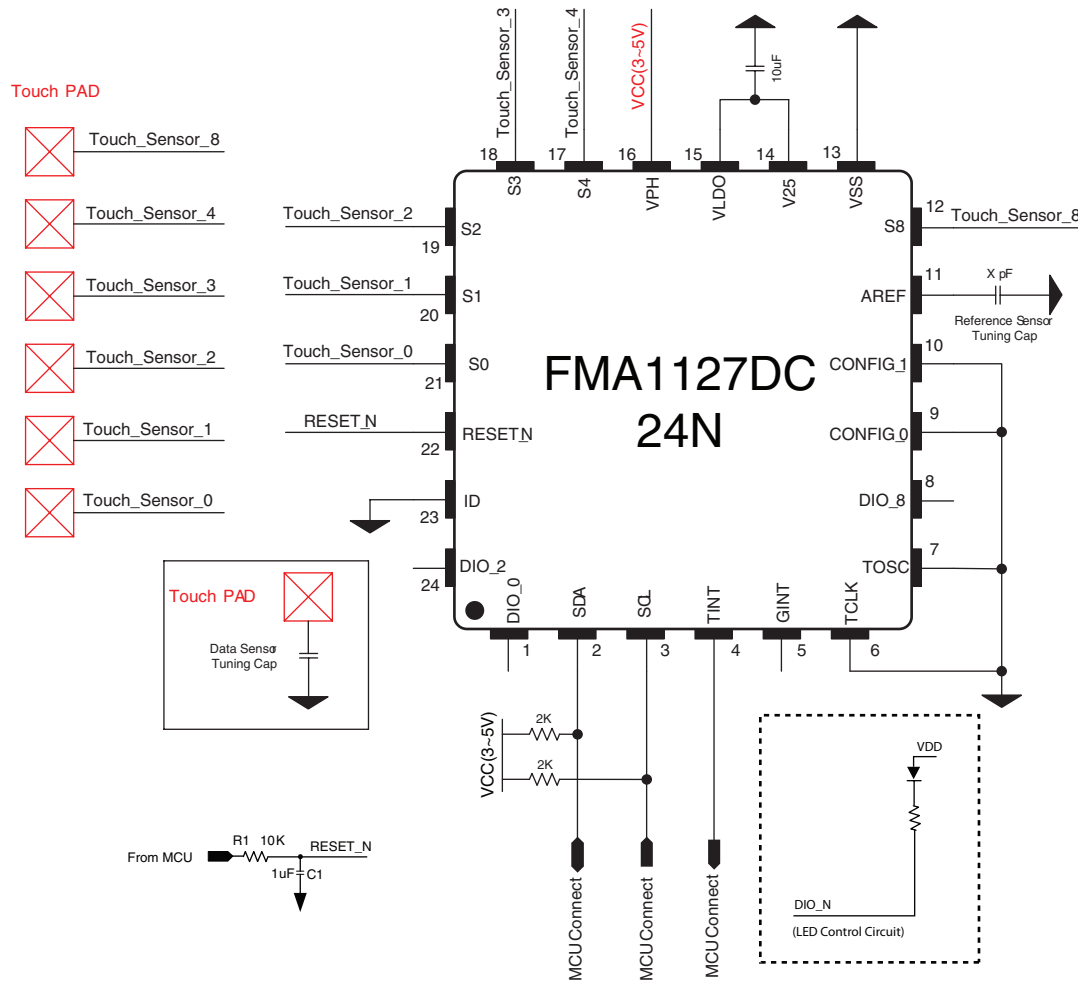 Touch_Sensor_3
Touch_Sensor_4
VCC(3~5V)
10uF
Touch PAD
Touch_Sensor_8
Touch_Sensor_4
Touch_Sensor_3
Touch_Sensor_2
Touch_Sensor_1
Touch_Sensor_0
18
17
16
15
14
13
S3
S4
VPH
VLDO
V25
VSS
Touch_Sensor_2
19
S2
Touch_Sensor_1
20
S1
Touch_Sensor_0
21
S0
RESET_N
22
RESET_N
23
ID
24
DIO_2
S8
12
Touch_Sensor_8
AREF
11
X pF
Reference Sensor
Tuning Cap
CONFIG_1
10
CONFIG_0
9
DIO_8
8
TOSC
7
FMA1127DC
24N
DIO_0
SDA
SCL
TINT
GINT
TCLK
1
2
3
4
5
6
Touch PAD
Data Sensor
Tuning Cap
VCC(3~5V)
2K
2K
MCU Connect
MCU Connect
MCU Connect
From MCU
R1 10K
RESET_N
1uF
C1
VDD
DIO_N
(LED Control Circuit)